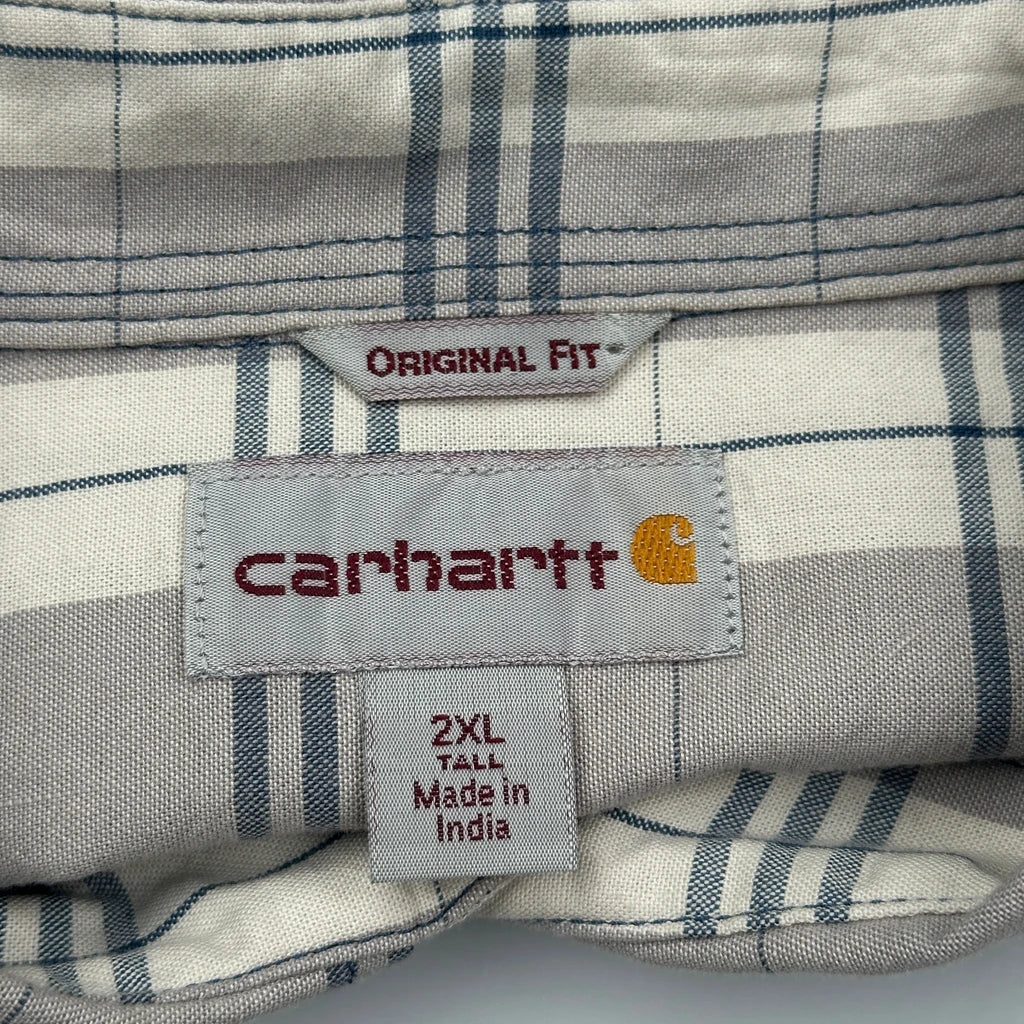 ORIGINAL FIT
carhartt
2XL
TALL
Made in
India